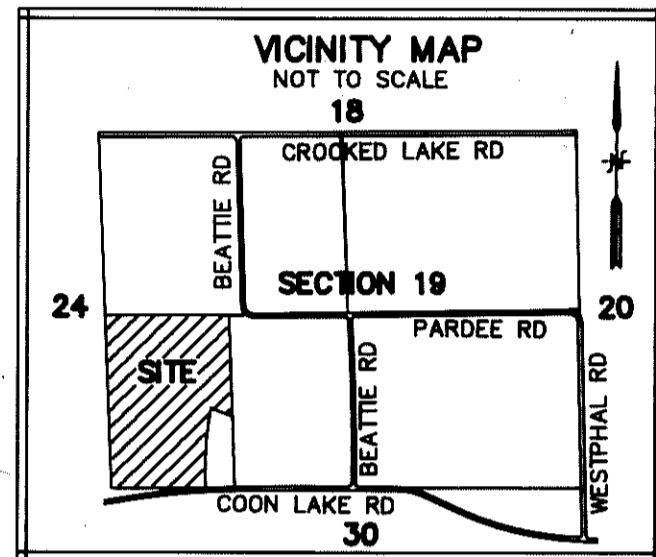 VICINITY MAP
NOT TO SCALE
18
CROOKED LAKE RD
BEATTIE RD
SECTION 19
24
20
PARDEE RD
SITE
BEATTIE RD
WESTPHAL RD
COON LAKE RD
30